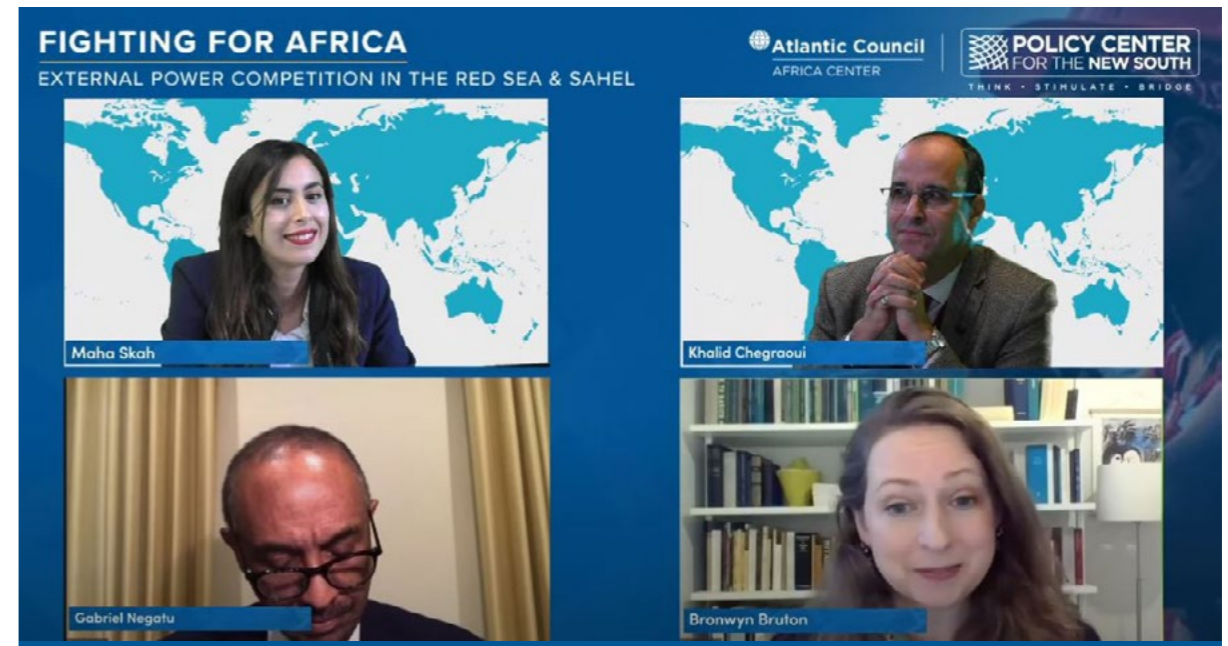 FIGHTING FOR AFRICA
EXTERNAL POWER COMPETITION IN THE RED SEA & SAHEL
Atlantic Council
AFRICA CENTER
POLICY CENTER
FOR THE NEW SOUTH
THINK • STIMULATE • BRIDGE
Maha Skah
Khalid Chegraoui
Gabriel Negatu
Bronwyn Bruton